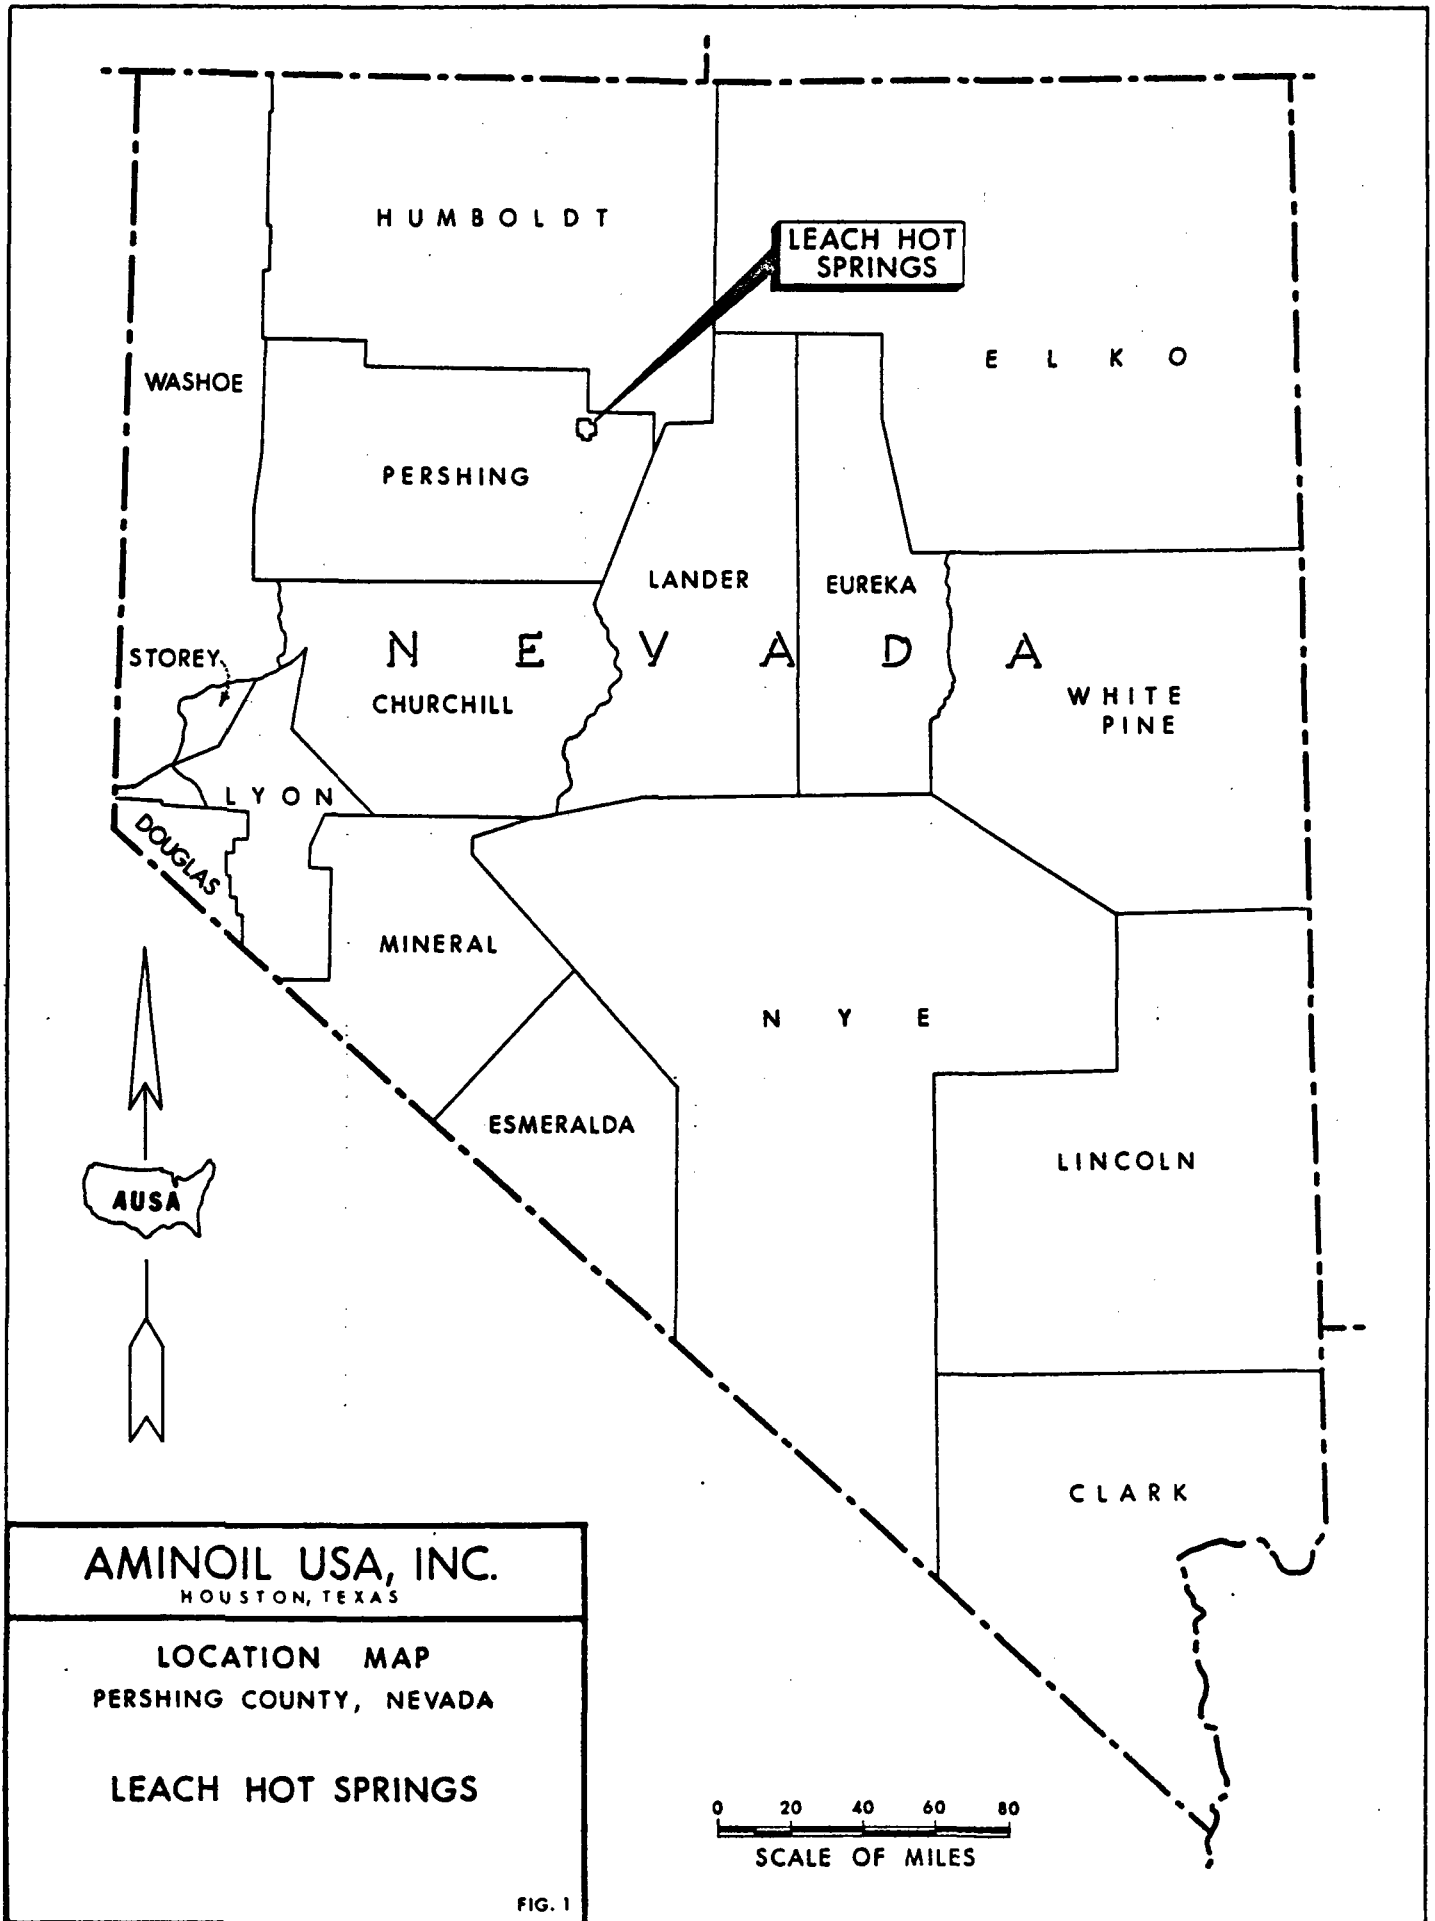 HUMBOLDT
LEACH HOT
SPRINGS
ELKO
WASHOE
PERSHING
LANDER
EUREKA
NEVADA
STOREY
CHURCHILL
WHITE
PINE
LYON
DOUGLAS
MINERAL
NYE
ESMERALDA
LINCOLN
AUSA
CLARK
AMINOIL USA, INC.
HOUSTON, TEXAS
LOCATION MAP
PERSHING COUNTY, NEVADA
LEACH HOT SPRINGS
FIG. 1
0 20 40 60 80
SCALE OF MILES